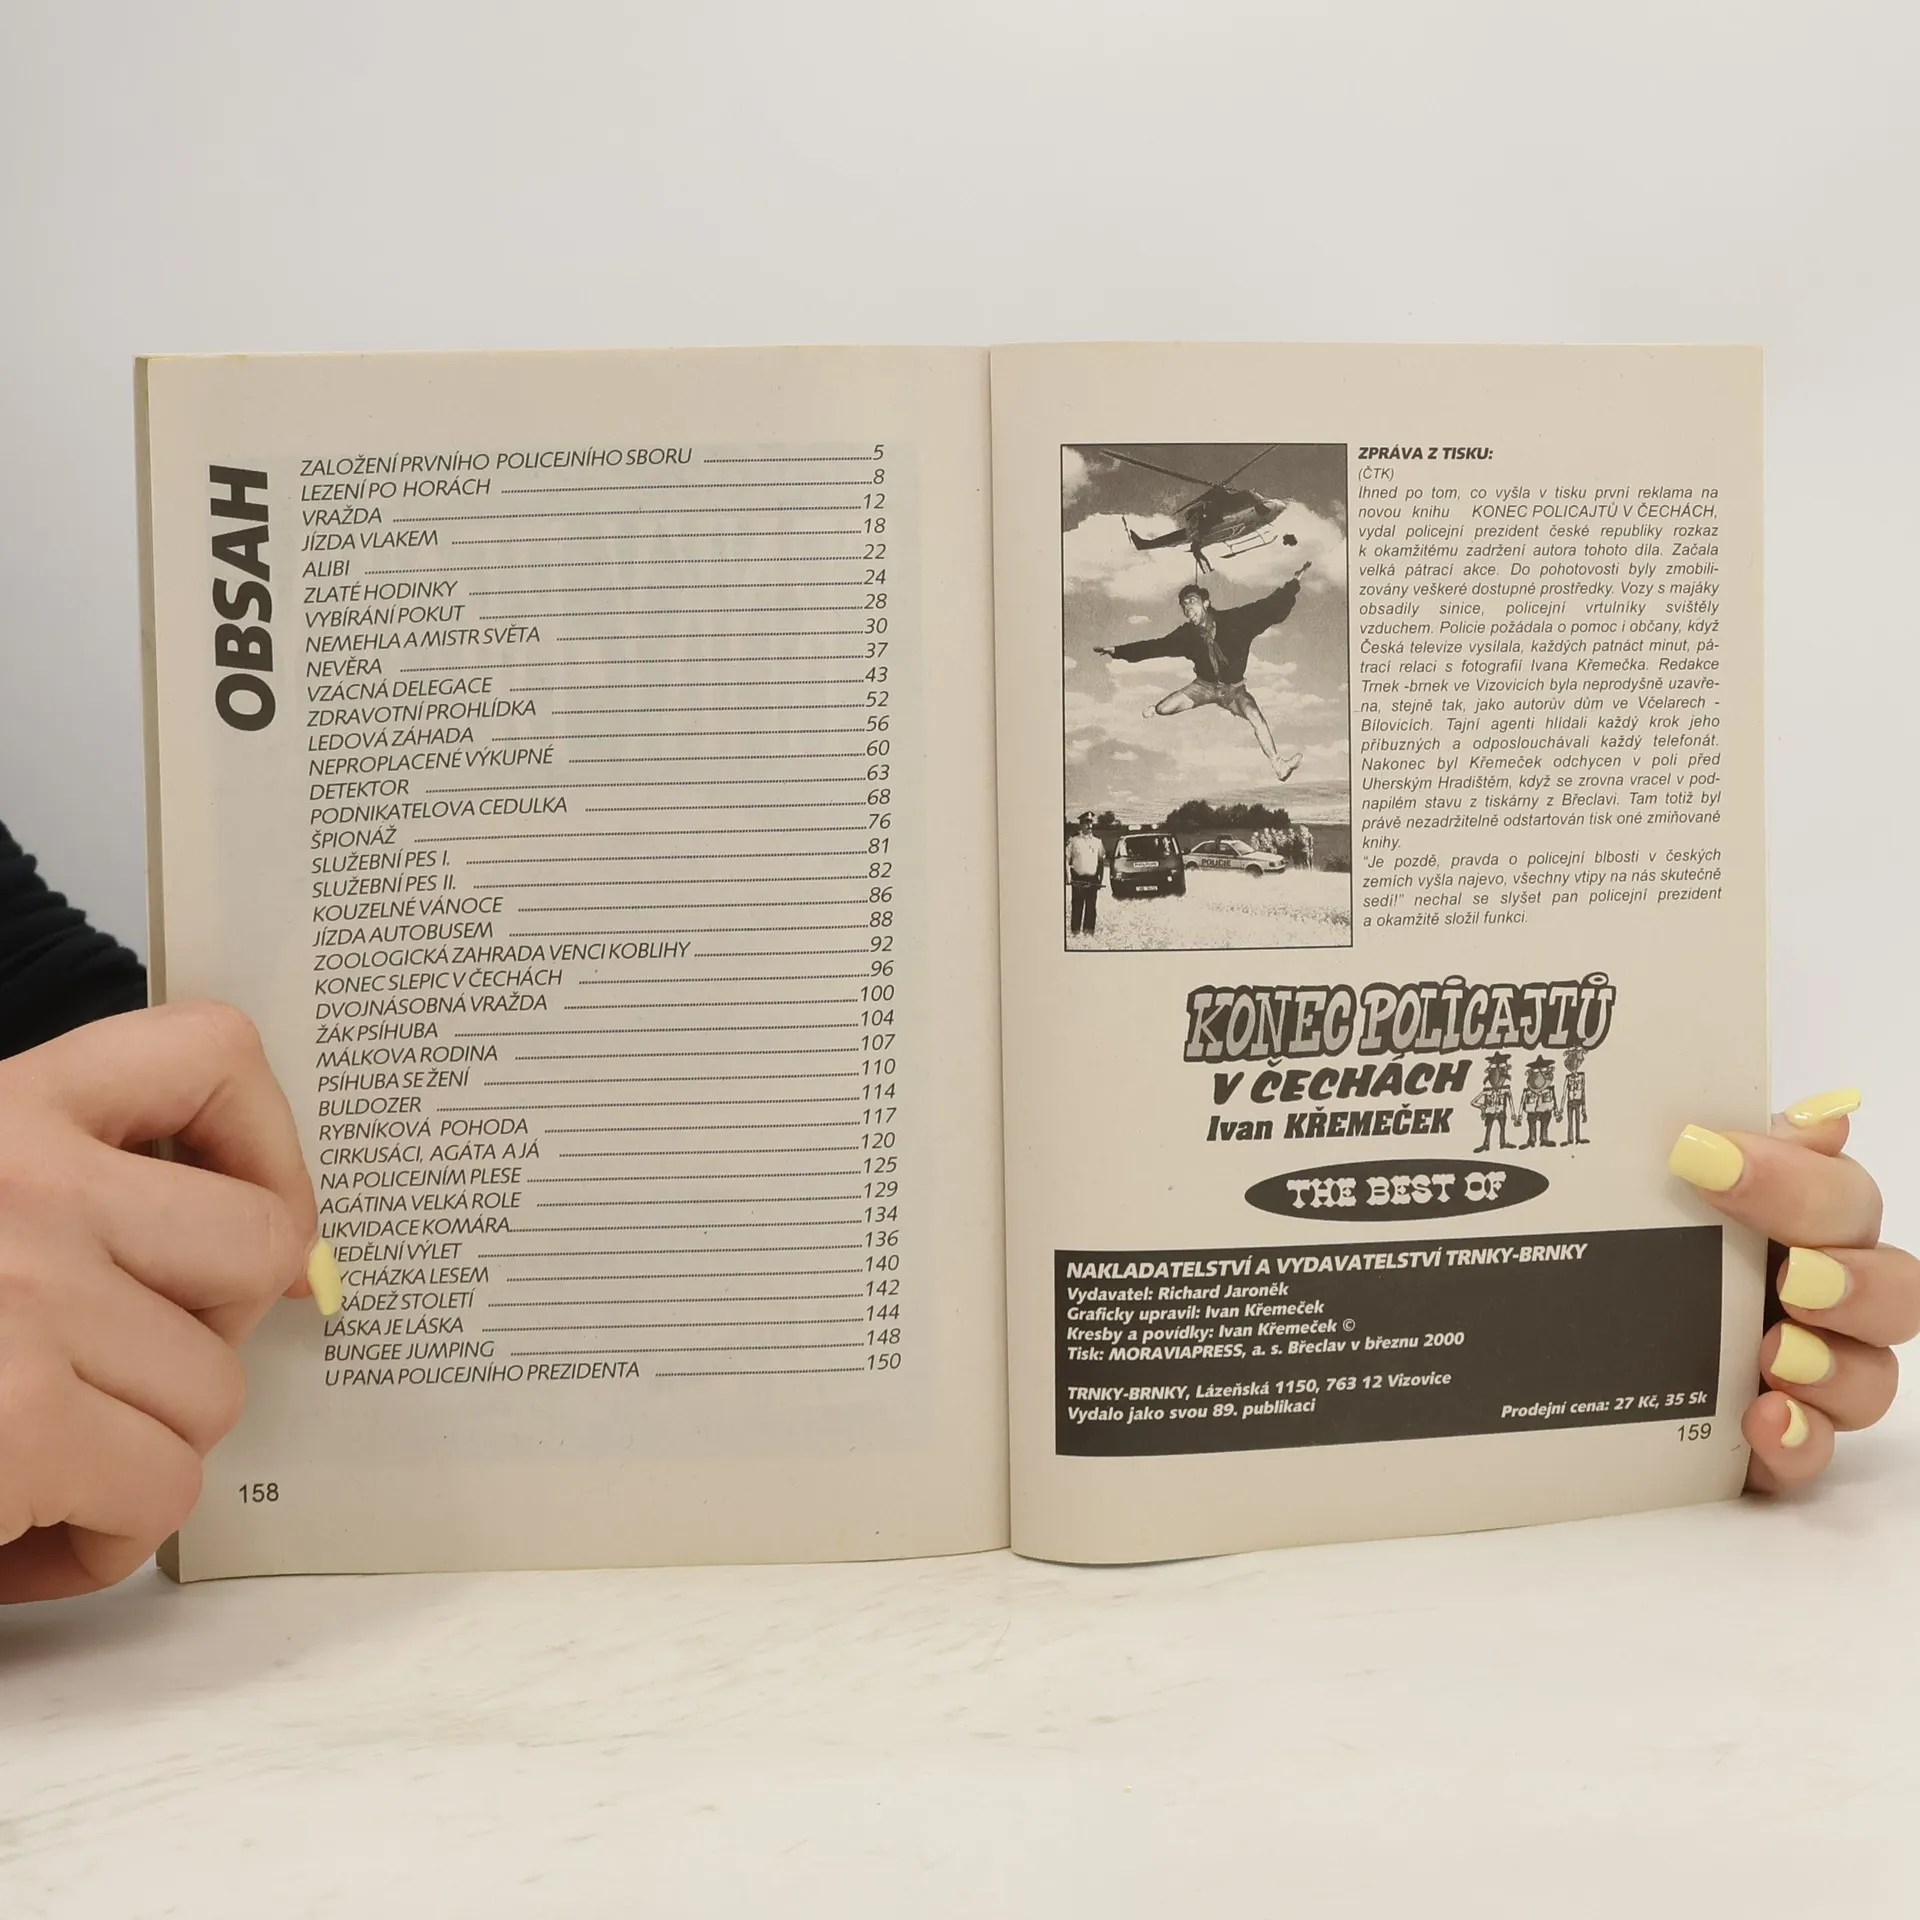 OBSAH
ZALOŽENÍ PRVNÍHO POLICEJNÍHO SBORU 5
LEZENÍ PO HORÁCH 8
VRAŽDA 12
JÍZDA VLAKEM 18
ALIBI 22
ZLATÉ HODINKY 24
VYBÍRÁNÍ POKUT 28
NEMEHLA A MISTR SVĚTA 30
NEVĚRA 37
VZÁCNÁ DELEGACE 43
ZDRAVOTNÍ PROHLÍDKA 52
LEDOVÁ ZÁHADA 56
NEPROPLACENÉ VÝKUPNÉ 60
DETEKTOR 63
PODNIKATELOVA CEDULKA 68
ŠPIONÁŽ 76
SLUŽEBNÍ PES I. 81
SLUŽEBNÍ PES II. 82
KOUZELNÉ VÁNOCE 86
JÍZDA AUTOBUSEM 88
ZOOLOGICKÁ ZAHRADA VENCI KOBLIHY 92
KONEC SLEPIC V ČECHÁCH 96
DVOJNÁSOBNÁ VRAŽDA 100
ŽÁK PSÍHUBA 104
MÁLKOVA RODINA 107
PSÍHUBA SE ŽENÍ 110
BULDOZER 114
RYBNÍKOVÁ POHODA 117
CIRKUSÁCI, AGÁTA A JÁ 120
NA POLICEJNÍM PLESE 125
AGÁTINA VELKÁ ROLE 129
LIKVIDACE KOMÁRA 134
EDĚLNÍ VÝLET 136
YCHÁZKA LESEM 140
RÁDEŽ STOLETÍ 142
LÁSKA JE LÁSKA 144
BUNGEE JUMPING 148
U PANA POLICEJNÍHO PREZIDENTA 150
158
ZPRÁVA Z TISKU:
(ČTK)
Ihned po tom, co vyšla v tisku první reklama na
novou knihu KONEC POLICAJTŮ V ČECHÁCH,
vydal policejní prezident české republiky rozkaz
k okamžitému zadržení autora tohoto díla. Začala
velká pátrací akce. Do pohotovosti byly zmobili-
zovány veškeré dostupné prostředky. Vozy s majáky
obsadily sinice, policejní vrtulníky svištěly
vzduchem. Policie požádala o pomoc i občany, když
Česká televize vysílala, každých patnáct minut, pá-
trací relaci s fotografií Ivana Křemečka. Redakce
Trnek -brnek ve Vizovicích byla neprodyšně uzavře-
na, stejně tak, jako autorův dům ve Včelarech -
Bílovicích. Tajní agenti hlídali každý krok jeho
příbuzných a odposlouchávali každý telefonát.
Nakonec byl Křemeček odchycen v poli před
Uherským Hradištěm, když se zrovna vracel v pod-
napilém stavu z tiskárny z Břeclavi. Tam totiž byl
právě nezadržitelně odstartován tisk oné zmiňované
knihy.
"Je pozdě, pravda o policejní blbosti v českých
zemích vyšla najevo, všechny vtipy na nás skutečně
sedí!" nechal se slyšet pan policejní prezident
a okamžitě složil funkci.
POLICIE
KONEC POLICAJTŮ
V ČECHÁCH
Ivan KŘEMEČEK
THE BEST OF
NAKLADATELSTVÍ A VYDAVATELSTVÍ TRNKY-BRNKY
Vydavatel: Richard Jaroněk
Graficky upravil: Ivan Křemeček
Kresby a povídky: Ivan Křemeček ©
Tisk: MORAVIAPRESS, a. s. Břeclav v březnu 2000
TRNKY-BRNKY, Lázeňská 1150, 763 12 Vizovice
Vydalo jako svou 89. publikaci
Prodejní cena: 27 Kč, 35 Sk
159